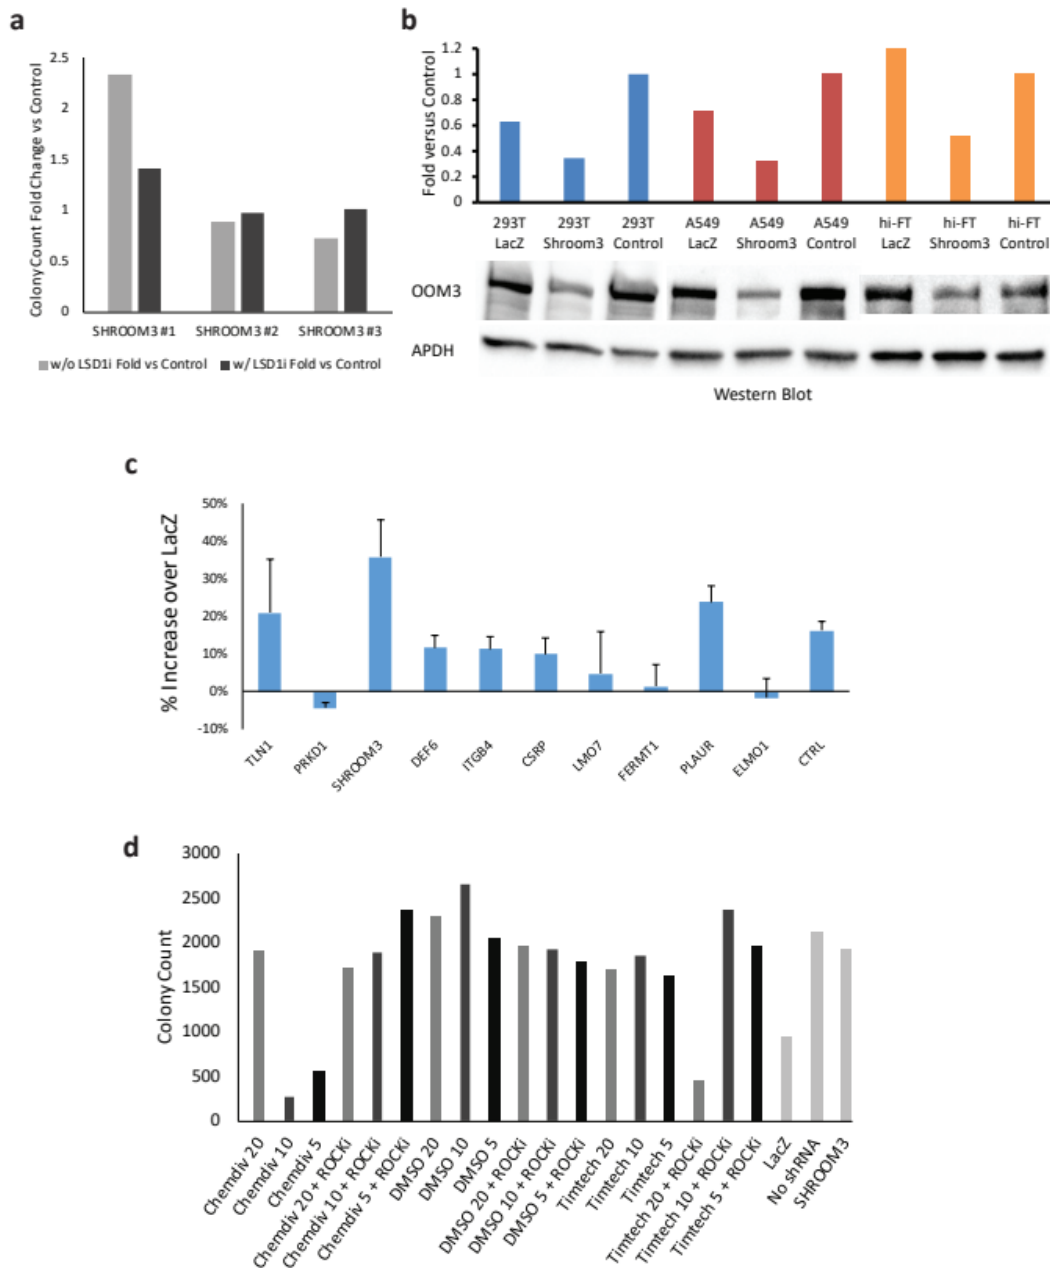 a
Colony Count Fold Change vs Control
2.5
2
1.5
1
0.5
0
SHROOM3 #1 SHROOM3 #2 SHROOM3 #3
w/o LSD1i Fold vs Control w/ LSD1i Fold vs Control
b
Fold versus Control
1.2
1
0.8
0.6
0.4
0.2
0
293T 293T 293T A549 A549 A549 hi-FT hi-FT hi-FT
LacZ Shroom3 Control LacZ Shroom3 Control LacZ Shroom3 Control
OOM3
APDH
Western Blot
c
% Increase over LacZ
50%
40%
30%
20%
10%
0%
-10%
TLN1
PRKD1
SHROOM3
DEF6
ITGB4
CSRP
LMO7
FERMT1
PLAUR
ELMO1
CTRL
d
Colony Count
3000
2500
2000
1500
1000
500
0
Chemdiv 20
Chemdiv 10
Chemdiv 5
Chemdiv 20 + ROCKi
Chemdiv 10 + ROCKi
Chemdiv 5 + ROCKi
DMSO 20
DMSO 10
DMSO 5
DMSO 20 + ROCKi
DMSO 10 + ROCKi
DMSO 5 + ROCKi
Timtech 20
Timtech 10
Timtech 5
Timtech 20 + ROCKi
Timtech 10 + ROCKi
Timtech 5 + ROCKi
LacZ
No shRNA
SHROOM3